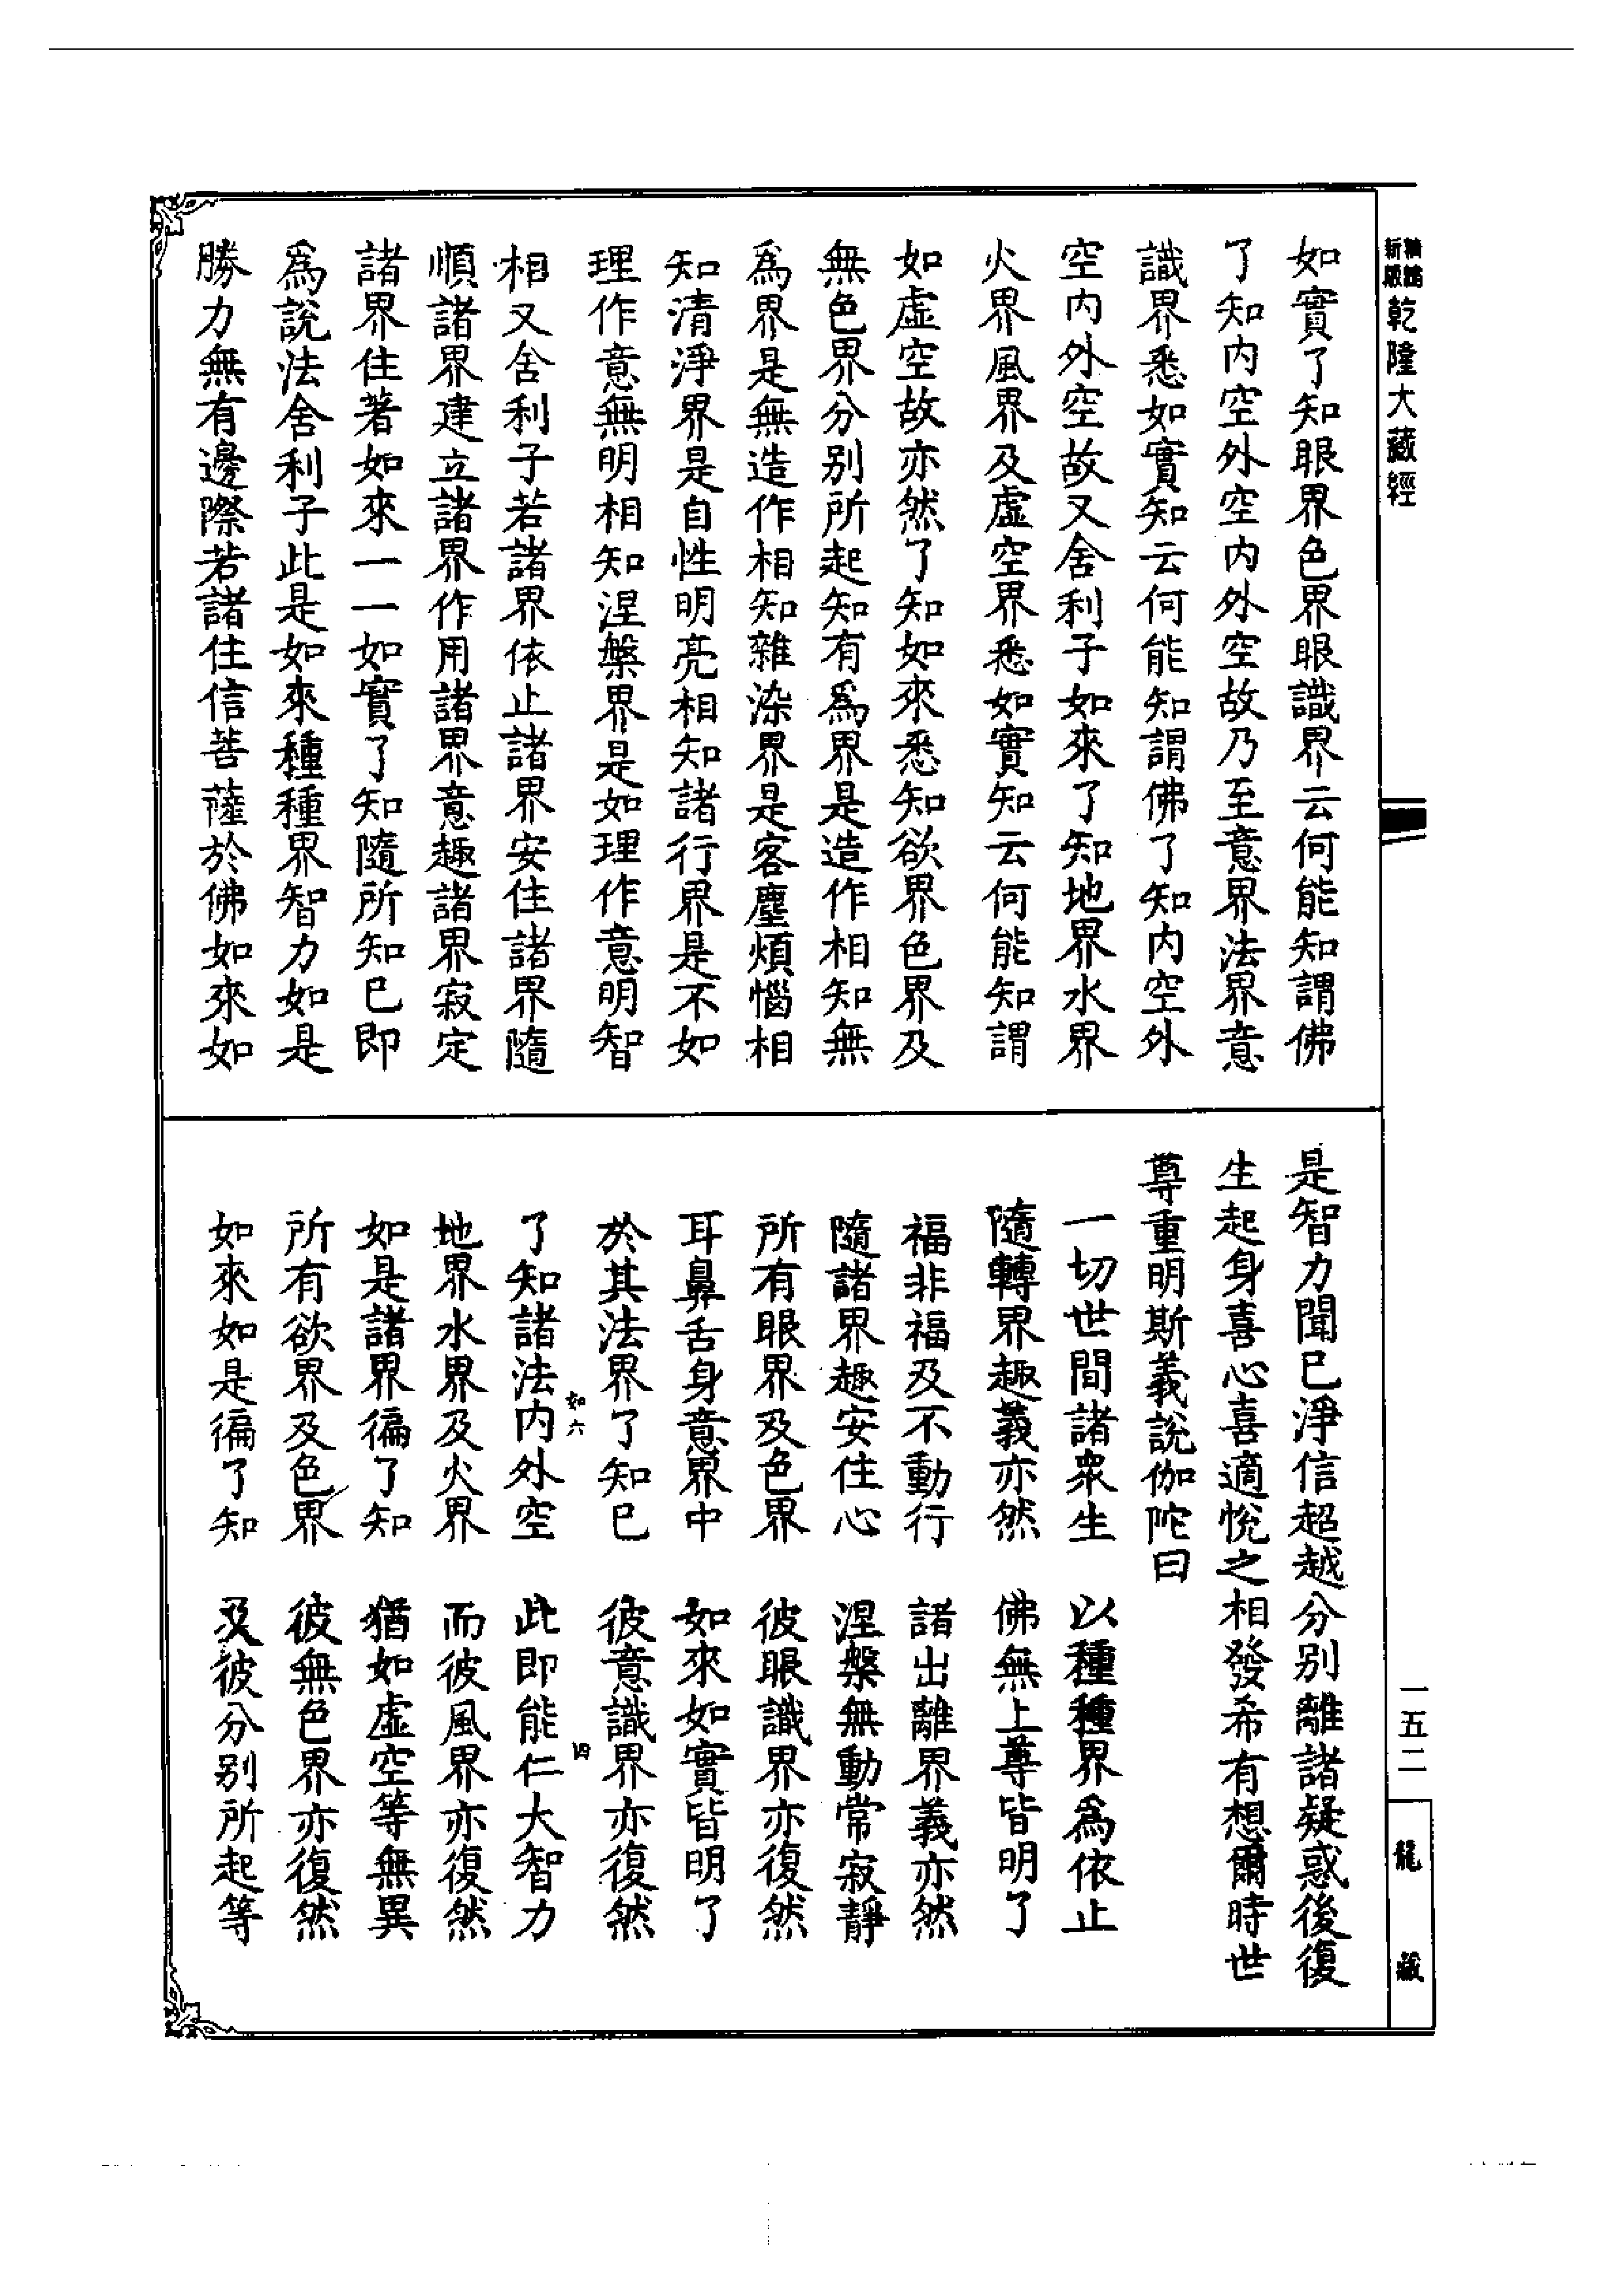 乾隆大藏經
如實了知眼界色界眼識界云何能知謂佛
了知内空外空内外空故乃至意界法界意
識界悉如實知云何能知謂佛了知内空外
空内外空故又舍利子如來了知地界水界
火界風界及虛空界悉如實知云何能知謂
如虛空故亦然了知如來悉知欲界色界及
無色界分别所起知有爲界是造作相知無
爲界是無造作相知雜染界是客塵煩惱相
知清淨界是自性明亮相知諸行界是不如
理作意無明相知涅槃界是如理作意明智
相又舍利子若諸界依止諸界安住諸界隨
順諸界建立諸界作用諸界意趣諸界寂定
諸界住著如來一一如實了知隨所知已即
爲說法舍利子此是如來種種界智力如是
勝力無有邊際若諸住信菩薩於佛如來如
是智力聞已淨信超越分别離諸疑惑後復
生起身喜心喜適悅之相發希有想爾時世
尊重明斯義說伽陀曰
一切世間諸衆生　以種種界爲依止
隨轉界趣義亦然　佛無上尊皆明了
福非福及不動行　諸出離界義亦然
隨諸界趣安住心　涅槃無動常寂靜
所有眼界及色界　彼眼識界亦復然
耳鼻舌身意界中　如來如實皆明了
於其法界了知已　彼意識界亦復然
如六　四
了知諸法内外空　此即能仁大智力
地界水界及火界　而彼風界亦復然
如是諸界徧了知　猶如虛空等無異
所有欲界及色界　彼無色界亦復然
如來如是徧了知　及彼分别所起等
一五二
龍藏